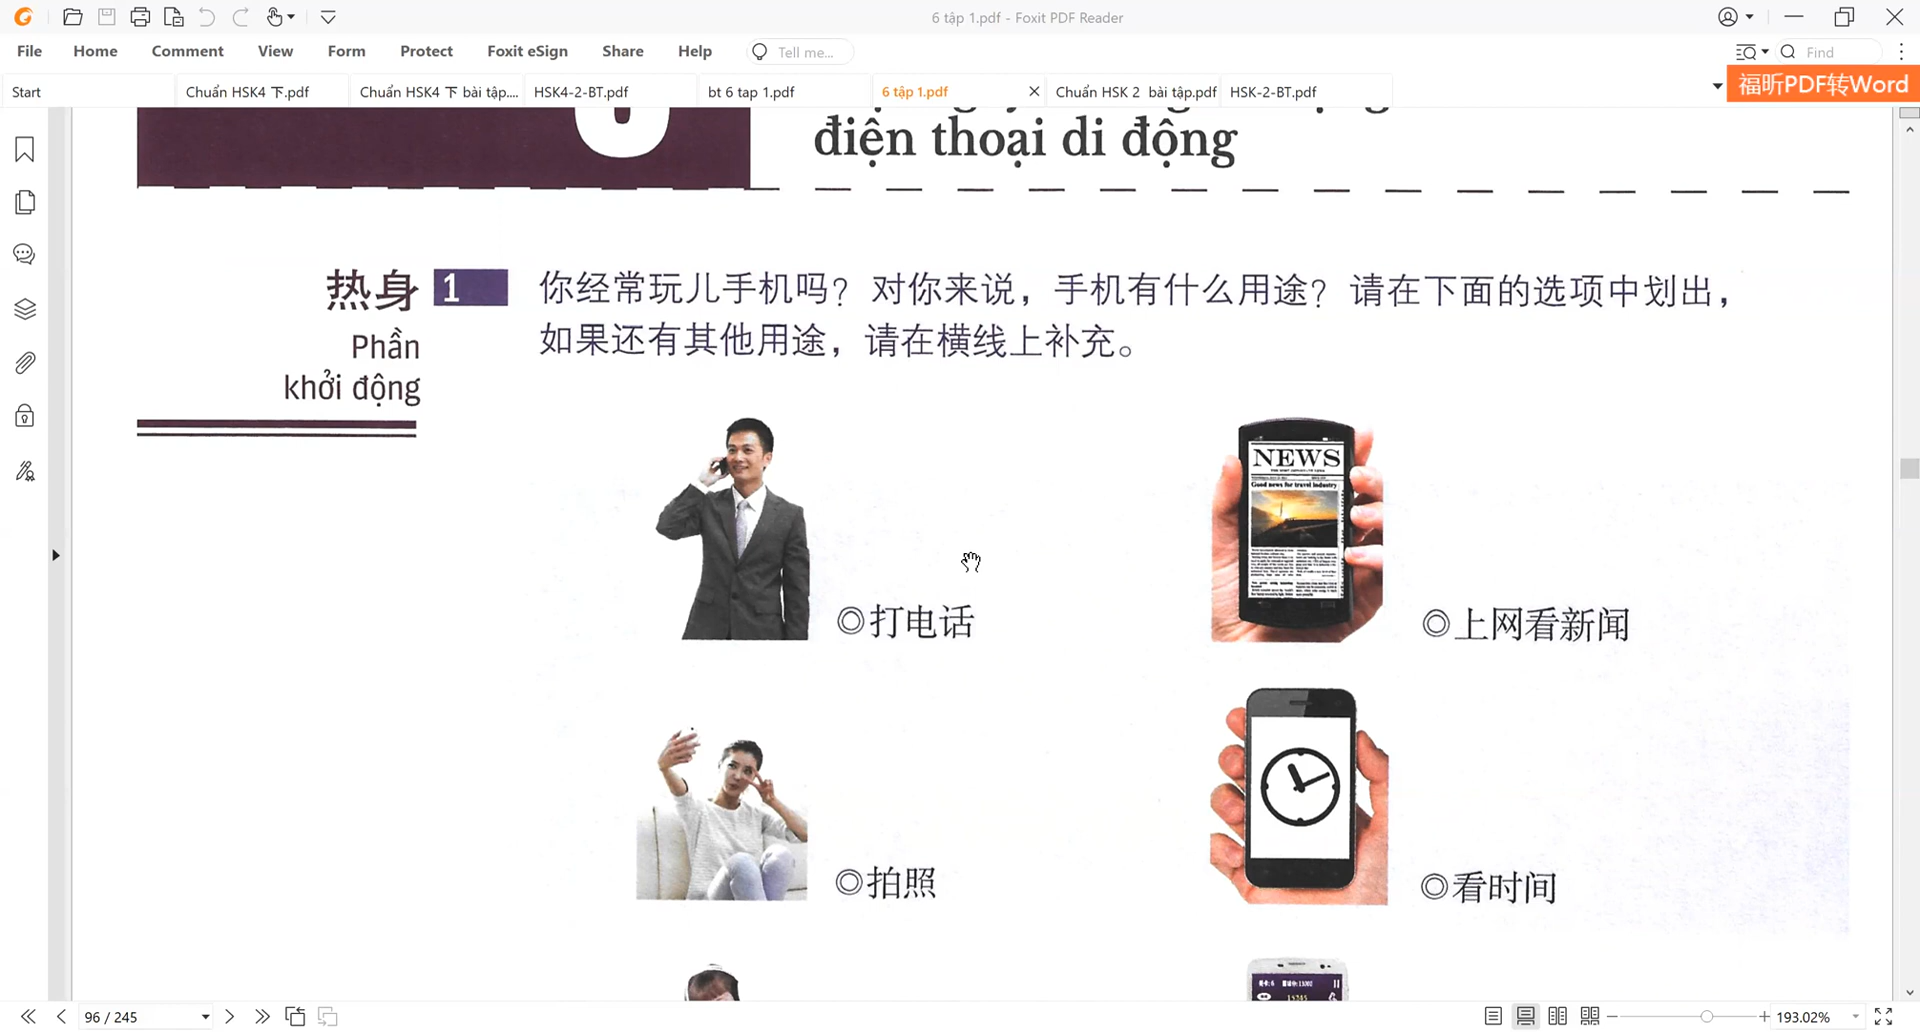 6 tập 1.pdf - Foxit PDF Reader
File Home Comment View Form Protect Foxit eSign Share Help Tell me... Find
Start Chuẩn HSK4 下.pdf Chuẩn HSK4 下 bài tập.... HSK4-2-BT.pdf bt 6 tap 1.pdf 6 tập 1.pdf Chuẩn HSK 2 bài tập.pdf HSK-2-BT.pdf
福昕PDF转Word
điện thoại di động
热身 1 你经常玩儿手机吗？对你来说，手机有什么用途？请在下面的选项中划出，
如果还有其他用途，请在横线上补充。
Phần
khởi động
NEWS
Good news for travel industry
◎打电话
◎上网看新闻
◎拍照
◎看时间
96 / 245
193.02%